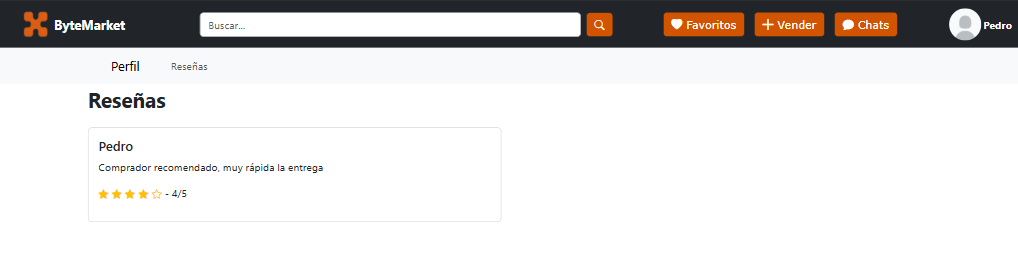 ByteMarket
Buscar...
Favoritos
Vender
Chats
Pedro
Perfil
Reseñas
Reseñas
Pedro
Comprador recomendado, muy rápida la entrega
- 4/5